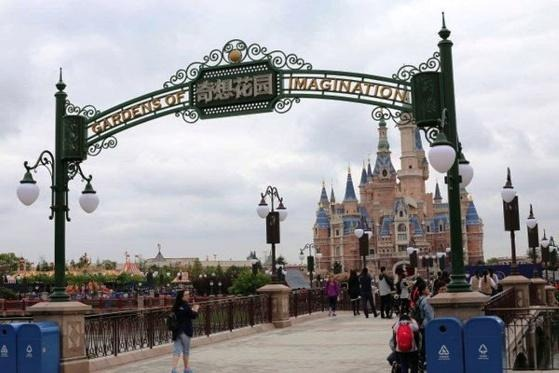 GARDENS OF 奇想花园 IMAGINATION